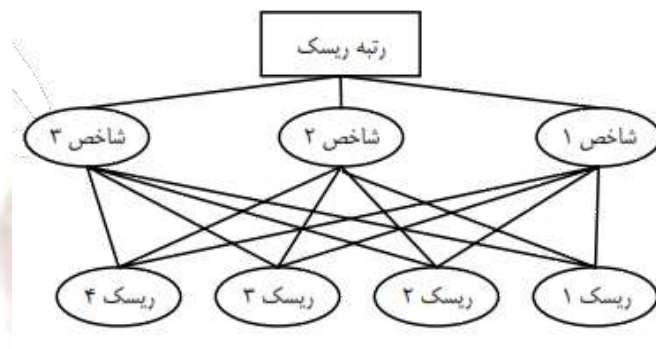 رتبه ریسک
شاخص ۱
شاخص ۲
شاخص ۳
ریسک ۱
ریسک ۲
ریسک ۳
ریسک ۴